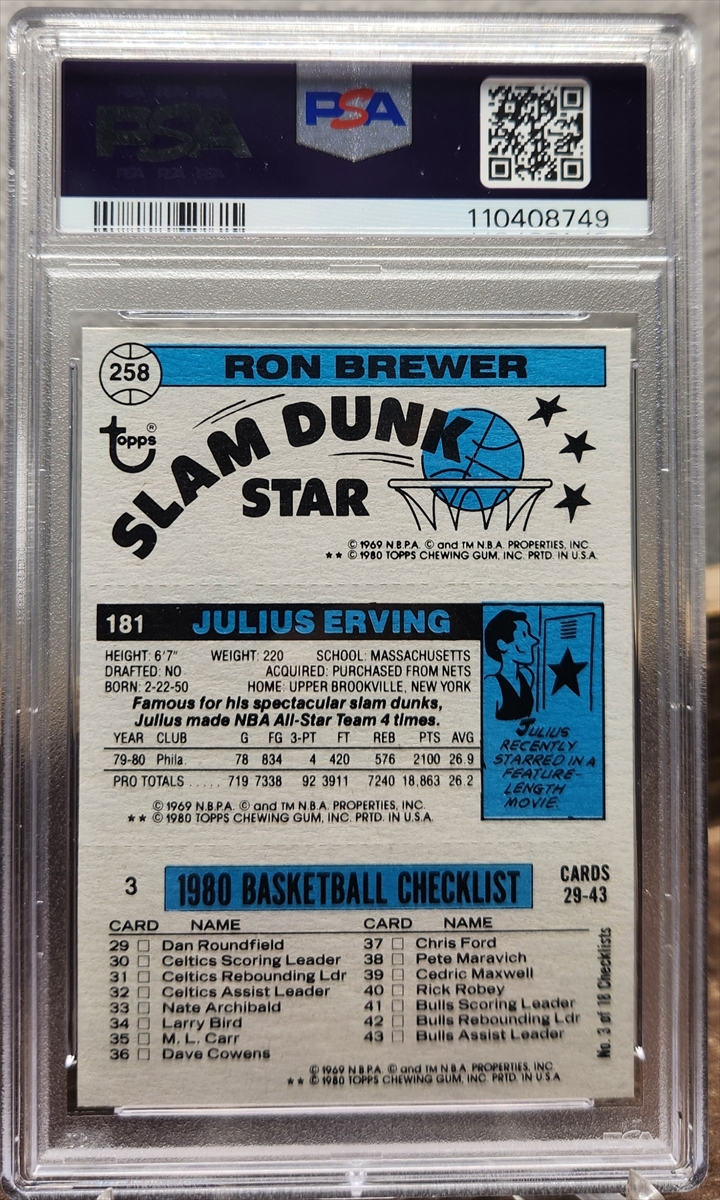 PSA
PSA
PSA PSA PSA
110408749
258 RON BREWER
topps®
SLAM DUNK
STAR
© 1969 N.B.P.A. © and TM N.B.A. PROPERTIES, INC.
★★ © 1980 TOPPS CHEWING GUM, INC. PRTD. IN U.S.A.
181 JULIUS ERVING
HEIGHT: 6'7" WEIGHT: 220 SCHOOL: MASSACHUSETTS
DRAFTED: NO ACQUIRED: PURCHASED FROM NETS
BORN: 2-22-50 HOME: UPPER BROOKVILLE, NEW YORK
Famous for his spectacular slam dunks,
Julius made NBA All-Star Team 4 times.
YEAR CLUB G FG 3-PT FT REB PTS AVG
79-80 Phila. 78 834 4 420 576 2100 26.9
PRO TOTALS ..... 719 7338 92 3911 7240 18,863 26.2
© 1969 N.B.P.A. © and TM N.B.A. PROPERTIES, INC.
★★ © 1980 TOPPS CHEWING GUM, INC. PRTD. IN U.S.A.
JULIUS
RECENTLY
STARRED IN A
FEATURE-
LENGTH
MOVIE.
3 1980 BASKETBALL CHECKLIST CARDS
29-43
CARD NAME
29 □ Dan Roundfield
30 □ Celtics Scoring Leader
31 □ Celtics Rebounding Ldr
32 □ Celtics Assist Leader
33 □ Nate Archibald
34 □ Larry Bird
35 □ M. L. Carr
36 □ Dave Cowens
CARD NAME
37 □ Chris Ford
38 □ Pete Maravich
39 □ Cedric Maxwell
40 □ Rick Robey
41 □ Bulls Scoring Leader
42 □ Bulls Rebounding Ldr
43 □ Bulls Assist Leader
No. 3 of 18 Checklists
© 1969 N.B.P.A. © and TM N.B.A. PROPERTIES, INC.
★★ © 1980 TOPPS CHEWING GUM, INC. PRTD. IN U.S.A.
PSA